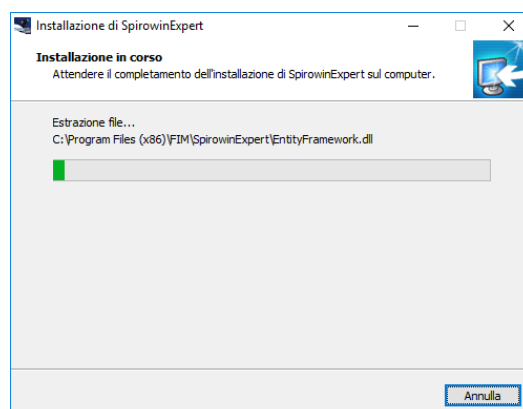 Installazione di SpirowinExpert
Installazione in corso
Attendere il completamento dell'installazione di SpirowinExpert sul computer.
Estrazione file...
C:\Program Files (x86)\FIM\SpirowinExpert\EntityFramework.dll
Annulla